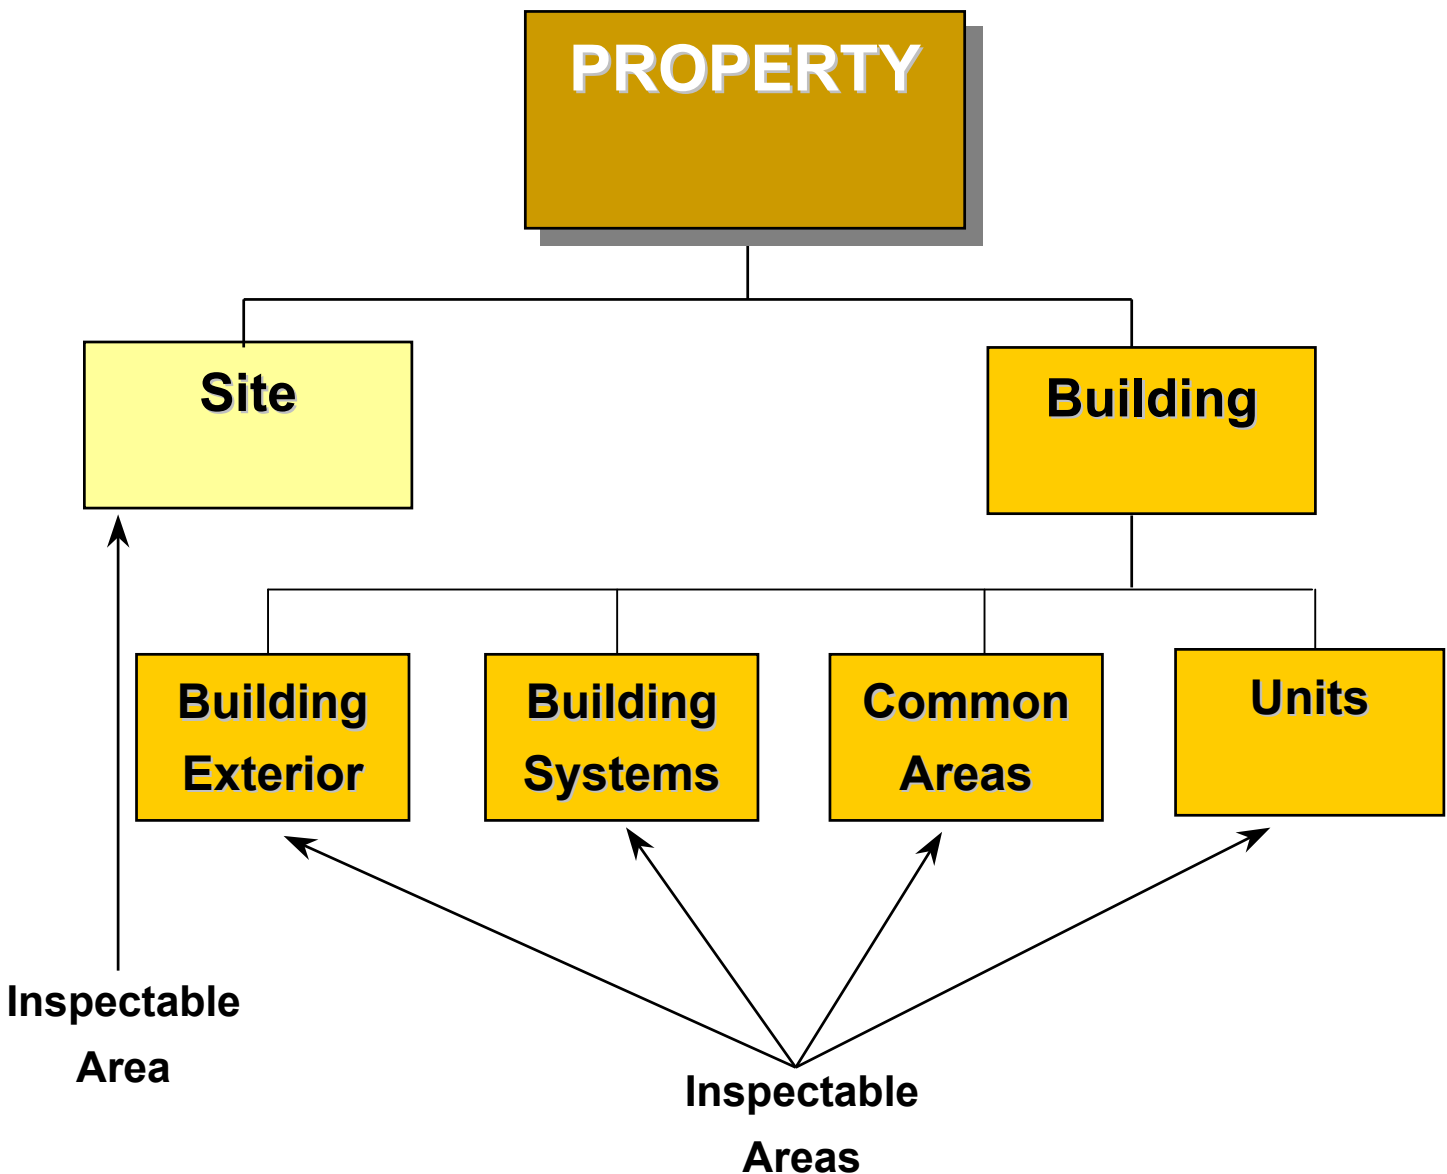 PROPERTY
Site
Building
Building
Exterior
Building
Systems
Common
Areas
Units
Inspectable
Area
Inspectable
Areas